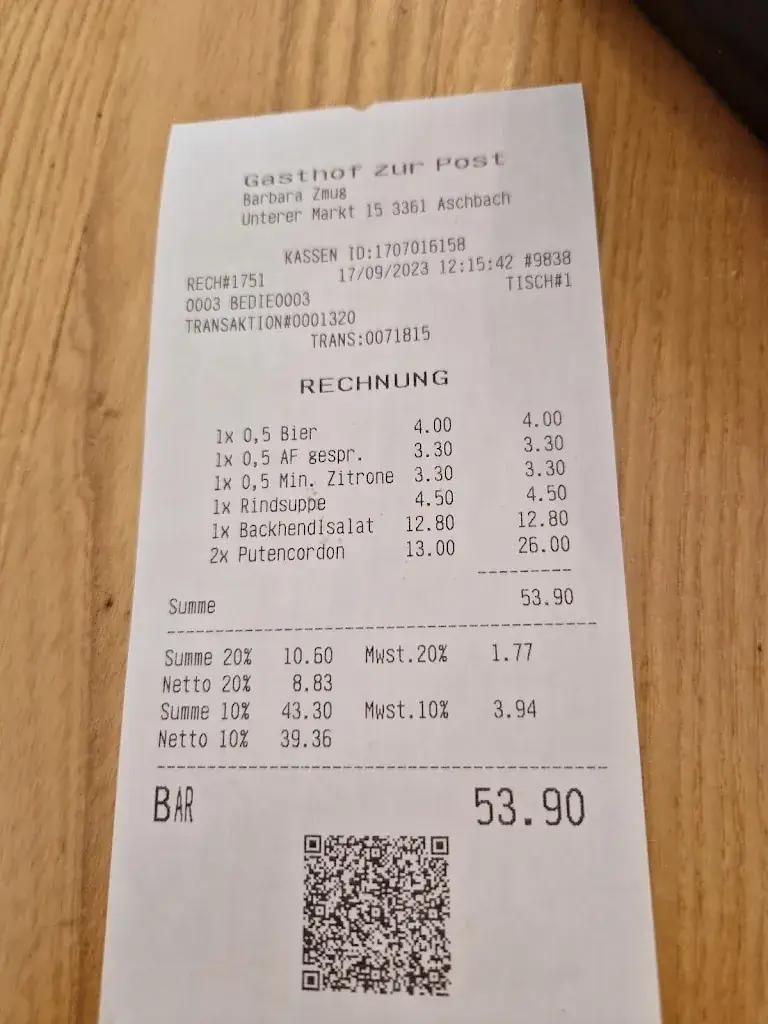 Gasthof zur Post
Barbara Zmug
Unterer Markt 15 3361 Aschbach
KASSEN ID:1707016158
RECH#1751 17/09/2023 12:15:42 #9838
0003 BEDIE0003 TISCH#1
TRANSAKTION#0001320
TRANS:0071815
RECHNUNG
1x 0,5 Bier 4.00 4.00
1x 0,5 AF gespr. 3.30 3.30
1x 0,5 Min. Zitrone 3.30 3.30
1x Rindsuppe 4.50 4.50
1x Backhendlsalat 12.80 12.80
2x Putencordon 13.00 26.00
Summe 53.90
Summe 20% 10.60 Mwst.20% 1.77
Netto 20% 8.83
Summe 10% 43.30 Mwst.10% 3.94
Netto 10% 39.36
BAR 53.90